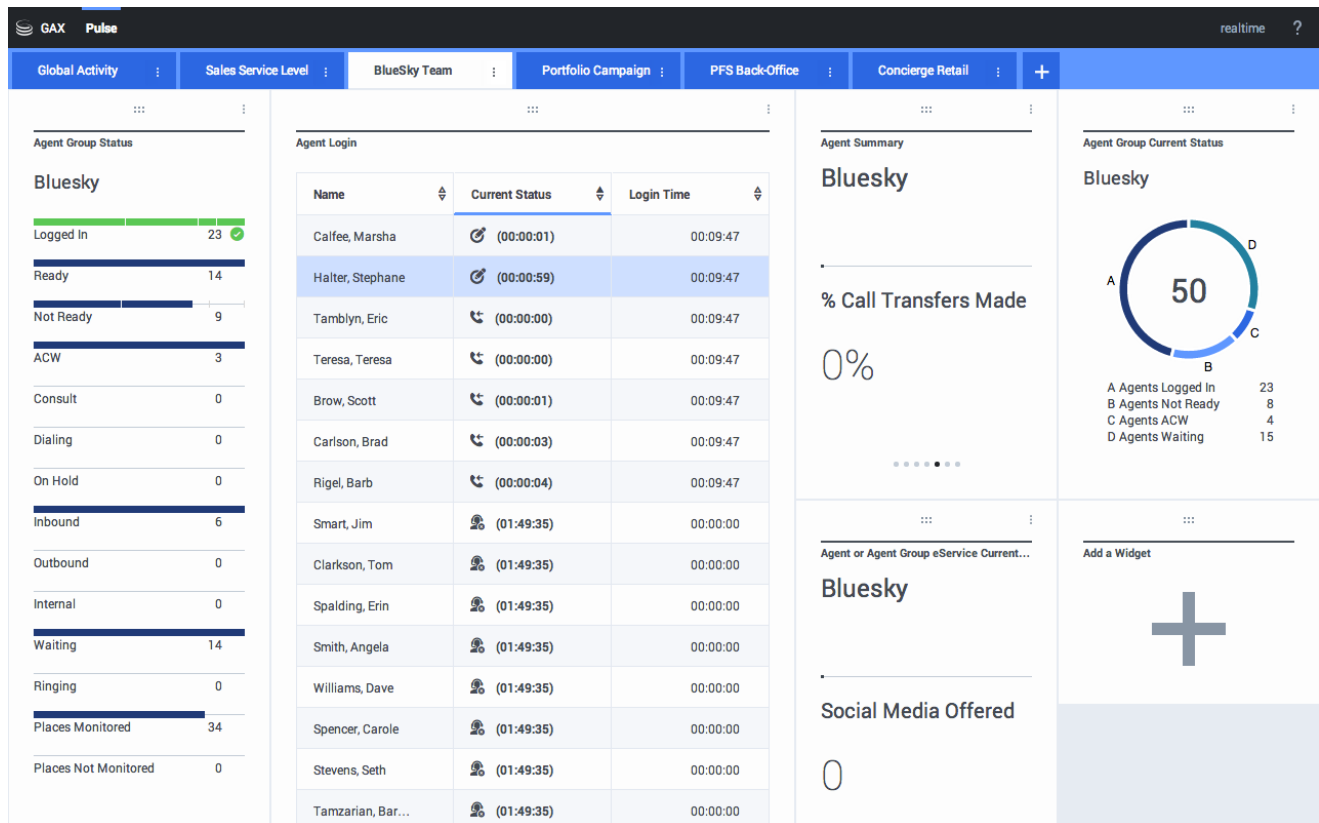 GAX Pulse realtime ?
Global Activity Sales Service Level BlueSky Team Portfolio Campaign PFS Back-Office Concierge Retail +
Agent Group Status
Bluesky
Logged In 23
Ready 14
Not Ready 9
ACW 3
Consult 0
Dialing 0
On Hold 0
Inbound 6
Outbound 0
Internal 0
Waiting 14
Ringing 0
Places Monitored 34
Places Not Monitored 0
Agent Login
Name Current Status Login Time
Calfee, Marsha (00:00:01) 00:09:47
Halter, Stephane (00:00:59) 00:09:47
Tamblyn, Eric (00:00:00) 00:09:47
Teresa, Teresa (00:00:00) 00:09:47
Brow, Scott (00:00:01) 00:09:47
Carlson, Brad (00:00:03) 00:09:47
Rigel, Barb (00:00:04) 00:09:47
Smart, Jim (01:49:35) 00:00:00
Clarkson, Tom (01:49:35) 00:00:00
Spalding, Erin (01:49:35) 00:00:00
Smith, Angela (01:49:35) 00:00:00
Williams, Dave (01:49:35) 00:00:00
Spencer, Carole (01:49:35) 00:00:00
Stevens, Seth (01:49:35) 00:00:00
Tamzarian, Bar... (01:49:35) 00:00:00
Agent Summary
Bluesky
% Call Transfers Made
0%
Agent Group Current Status
Bluesky
D
A
50
C
B
A Agents Logged In 23
B Agents Not Ready 8
C Agents ACW 4
D Agents Waiting 15
Agent or Agent Group eService Current...
Bluesky
Social Media Offered
0
Add a Widget